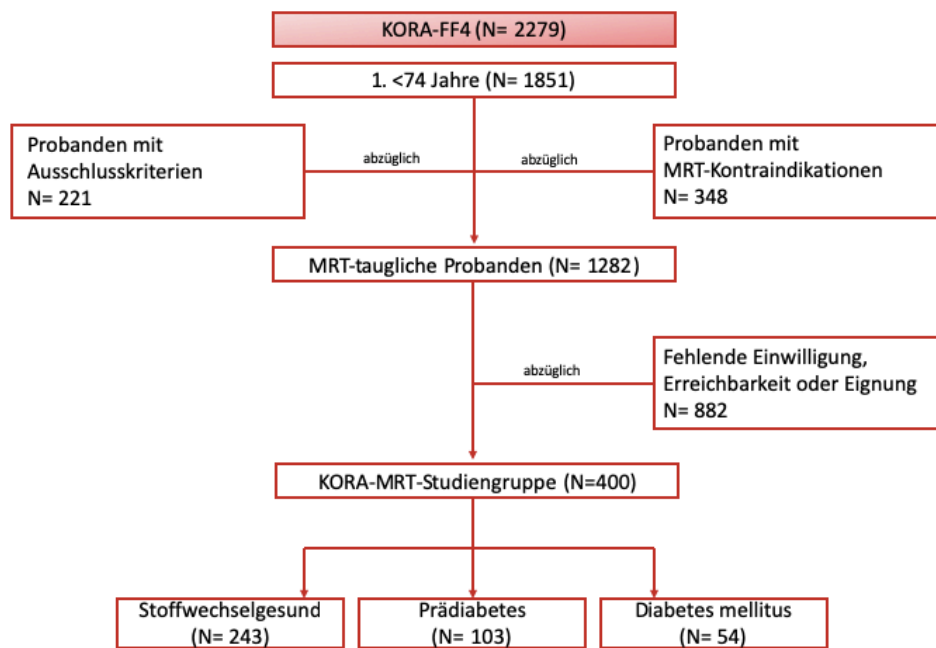 KORA-FF4 (N= 2279)
1. <74 Jahre (N= 1851)
Probanden mit
Ausschlusskriterien
N= 221
abzüglich
abzüglich
Probanden mit
MRT-Kontraindikationen
N= 348
MRT-taugliche Probanden (N= 1282)
abzüglich
Fehlende Einwilligung,
Erreichbarkeit oder Eignung
N= 882
KORA-MRT-Studiengruppe (N=400)
Stoffwechselgesund
(N= 243)
Prädiabetes
(N= 103)
Diabetes mellitus
(N= 54)